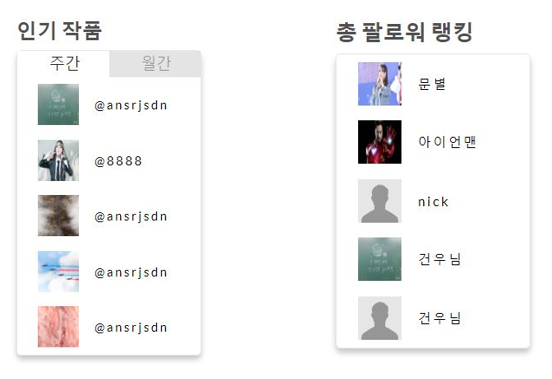 인기 작품
주간 월간
@ansrjsdn
@8888
@ansrjsdn
@ansrjsdn
@ansrjsdn
총 팔로워 랭킹
문별
아이언맨
nick
건우님
건우님